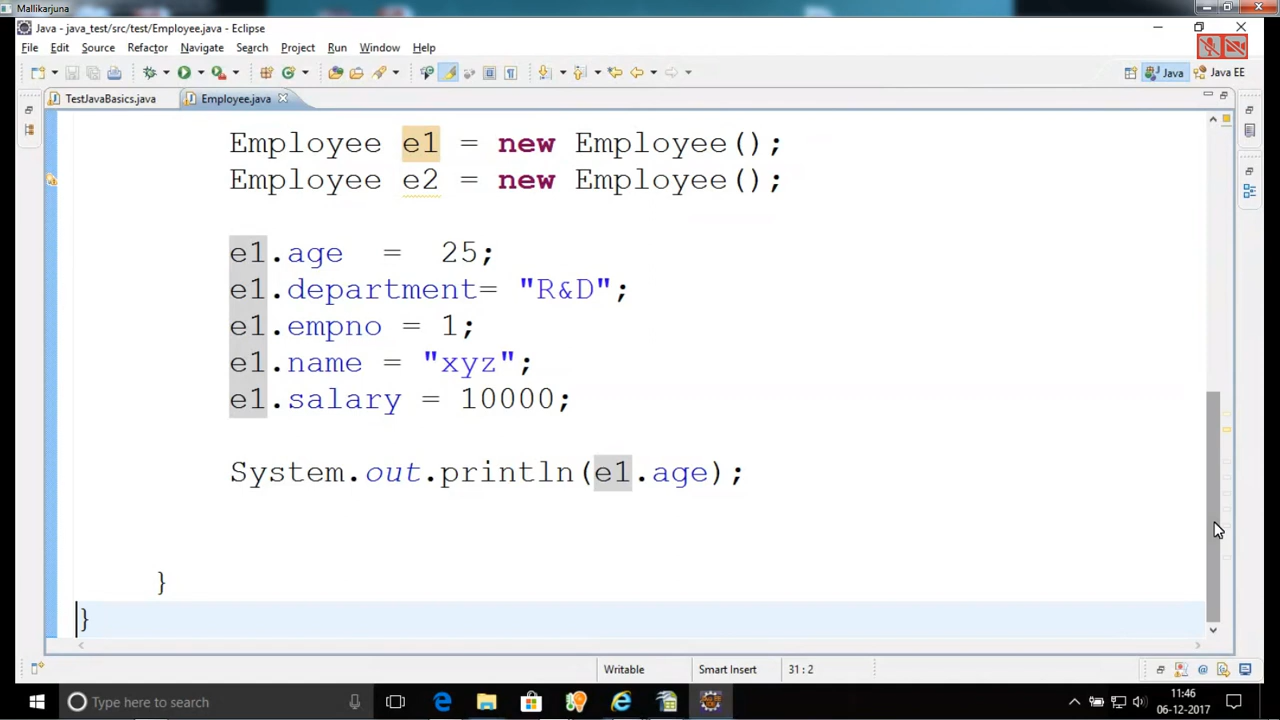 Mallikarjuna
Java - java_test/src/test/Employee.java - Eclipse
File Edit Source Refactor Navigate Search Project Run Window Help
Java Java EE
TestJavaBasics.java Employee.java
Employee e1 = new Employee();
Employee e2 = new Employee();
e1.age = 25;
e1.department= "R&D";
e1.empno = 1;
e1.name = "xyz";
e1.salary = 10000;
System.out.println(e1.age);
}
}
Writable Smart Insert 31 : 2
Type here to search
11:46
06-12-2017